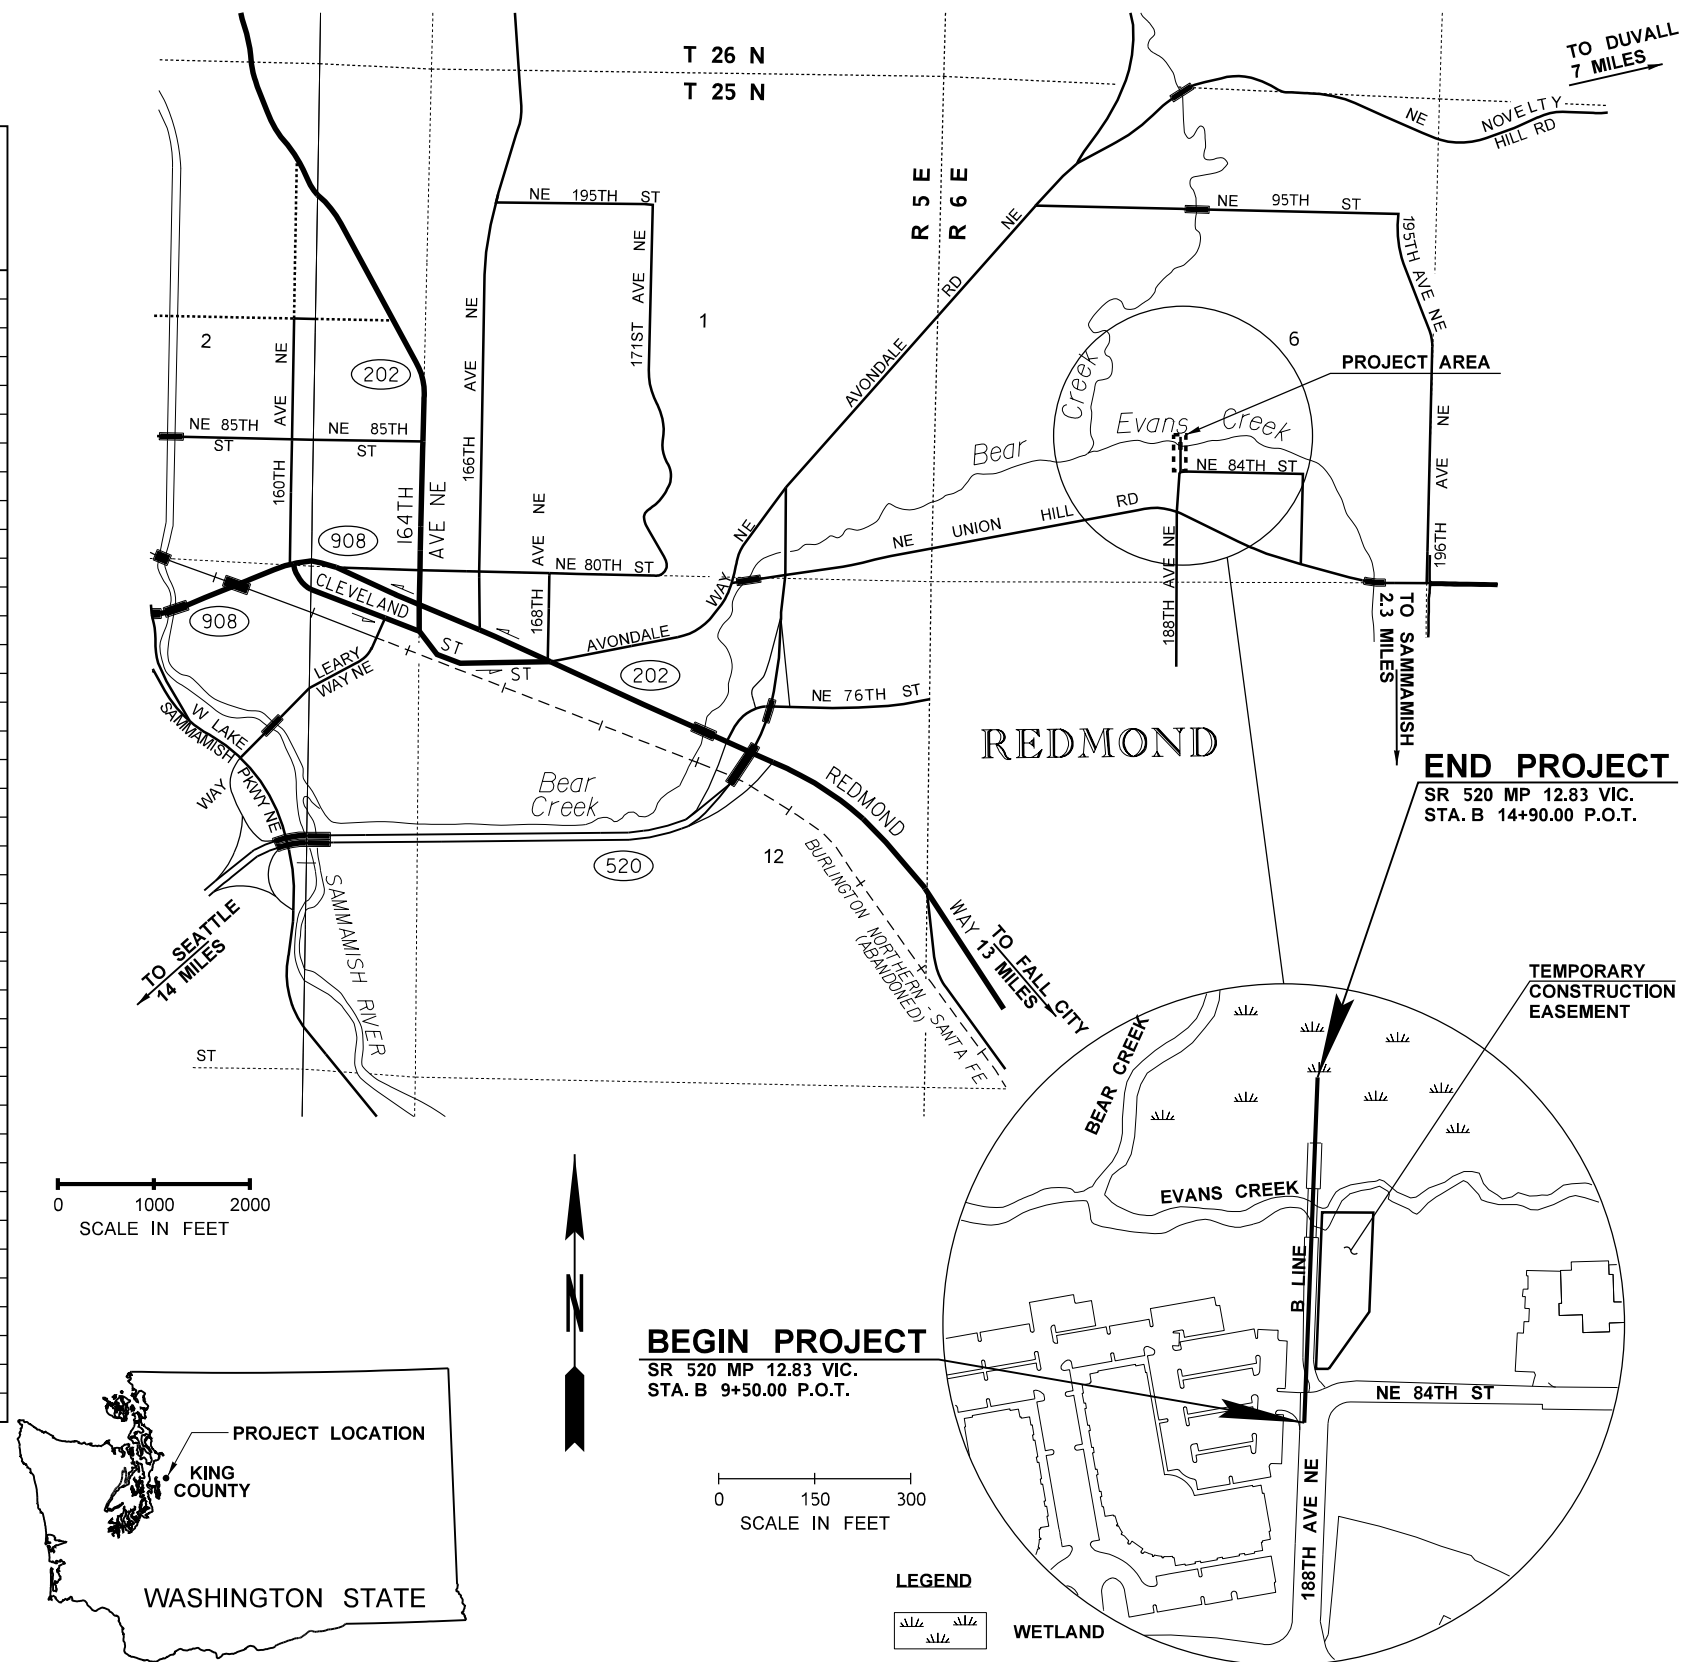 T 26 N
T 25 N
TO DUVALL
7 MILES
NE NOVELTY
HILL RD
R 5 E
R 6 E
NE 195TH ST
NE 95TH ST
195TH AVE NE
171ST AVE NE
166TH AVE NE
160TH AVE NE
2
1
6
202
PROJECT AREA
AVONDALE RD NE
NE 85TH
ST
NE 85TH
ST
164TH
AVE NE
Creek
Bear
Evans Creek
NE 84TH ST
196TH AVE NE
908
NE UNION HILL RD
168TH AVE NE
NE 80TH ST
188TH AVE NE
CLEVELAND ST
ST
908
AVONDALE WAY NE
LEARY
WAY NE
202
NE 76TH ST
TO SAMMAMISH
2.3 MILES
W LAKE
SAMMAMISH PKWY NE
WAY
REDMOND
END PROJECT
SR 520 MP 12.83 VIC.
STA. B 14+90.00 P.O.T.
Bear
Creek
REDMOND WAY
520
12
BURLINGTON NORTHERN - SANTA FE
(ABANDONED)
SAMMAMISH RIVER
TO SEATTLE
14 MILES
TO FALL CITY
13 MILES
ST
TEMPORARY
CONSTRUCTION
EASEMENT
BEAR CREEK
EVANS CREEK
B LINE
0 1000 2000
SCALE IN FEET
N
BEGIN PROJECT
SR 520 MP 12.83 VIC.
STA. B 9+50.00 P.O.T.
NE 84TH ST
188TH AVE NE
PROJECT LOCATION
KING
COUNTY
WASHINGTON STATE
0 150 300
SCALE IN FEET
LEGEND
WETLAND